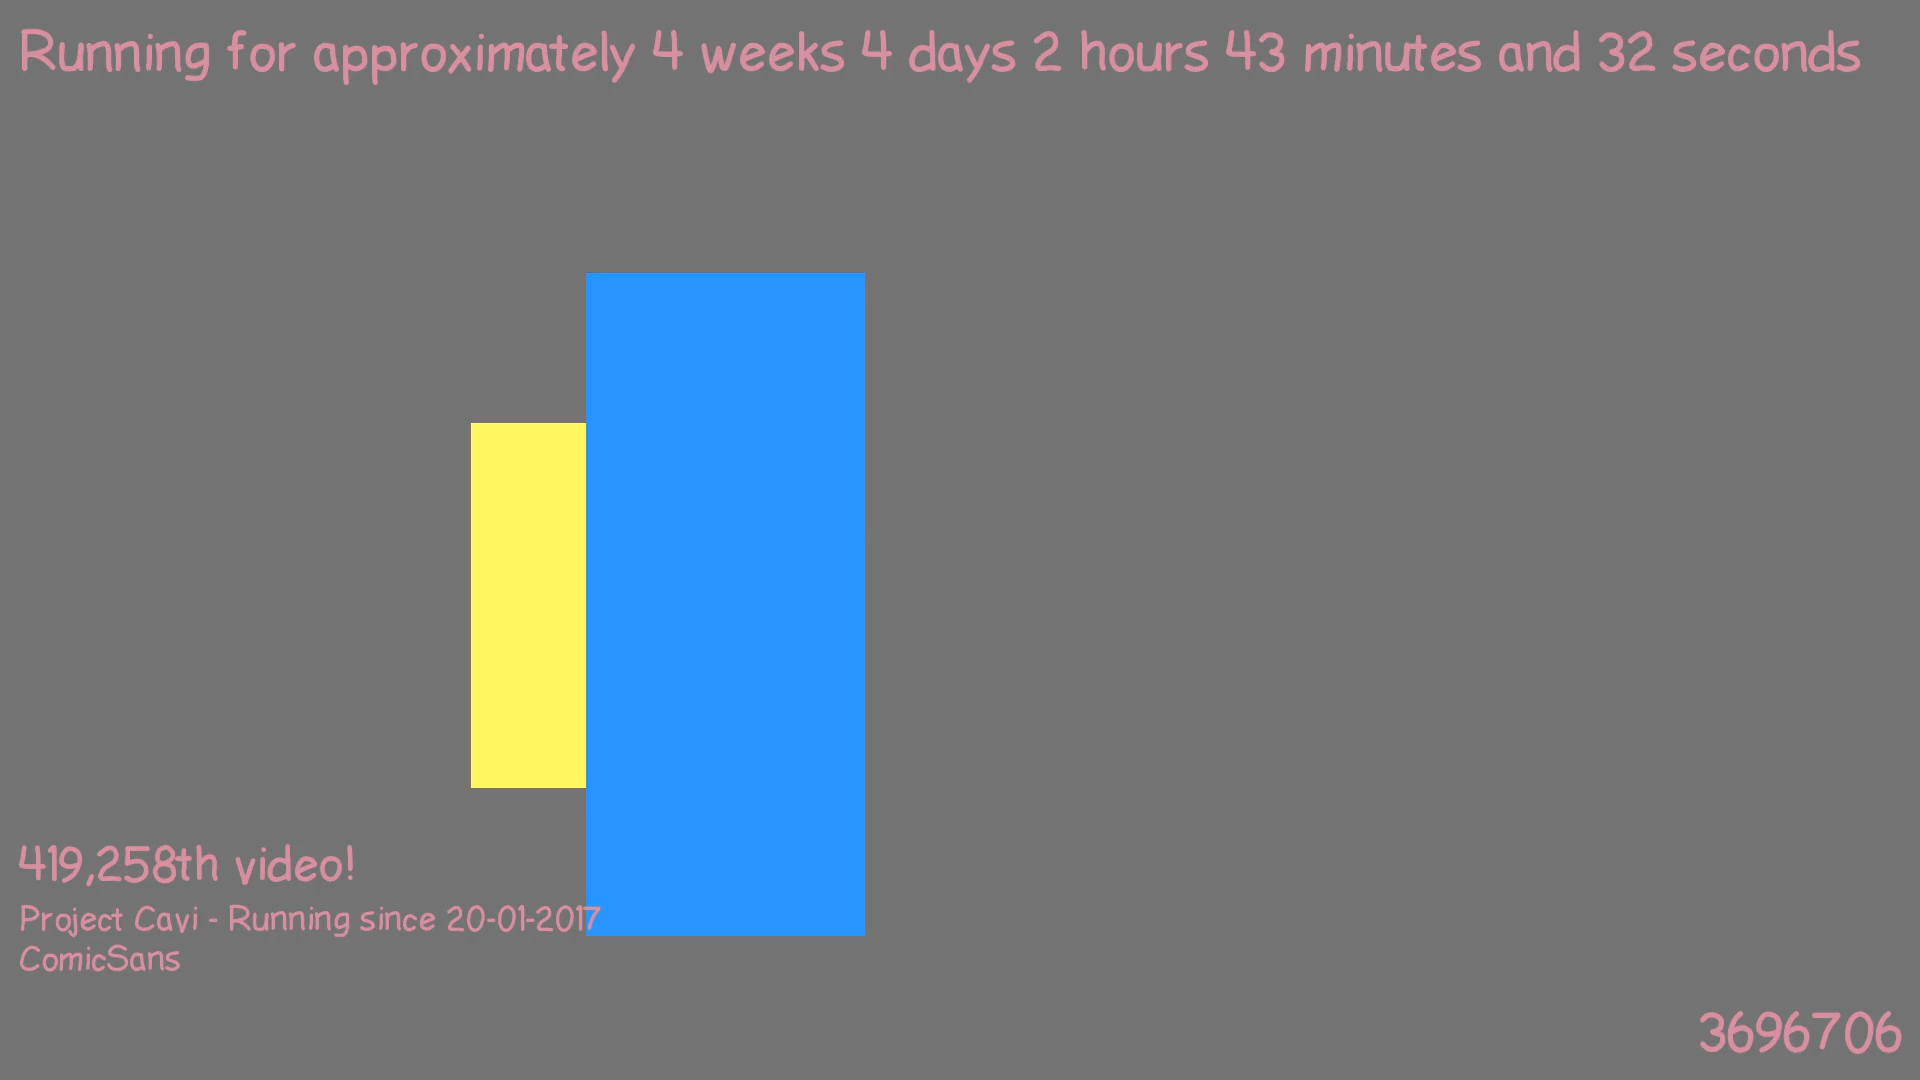 Running for approximately 4 weeks 4 days 2 hours 43 minutes and 32 seconds
419,258th video!
Project Cavi - Running since 20-01-2017
ComicSans
3696706